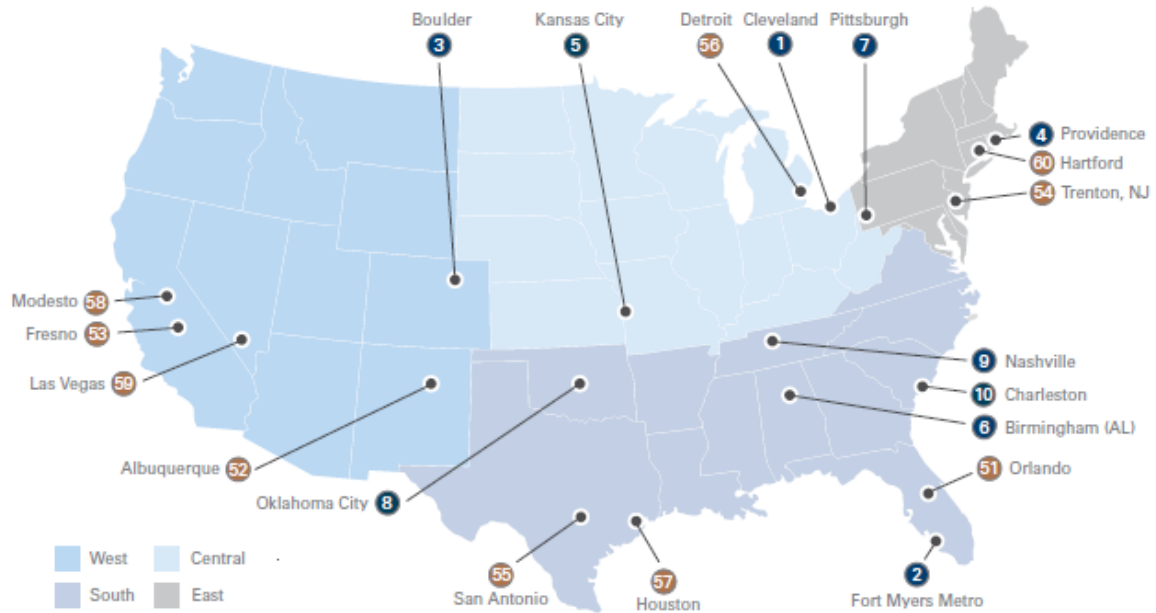 Boulder
3
Kansas City
5
Detroit
56
Cleveland
1
Pittsburgh
7
4 Providence
60 Hartford
54 Trenton, NJ
Modesto 58
Fresno 53
Las Vegas 59
9 Nashville
10 Charleston
6 Birmingham (AL)
Albuquerque 52
51 Orlando
Oklahoma City 8
55
San Antonio
57
Houston
2
Fort Myers Metro
West
Central
South
East